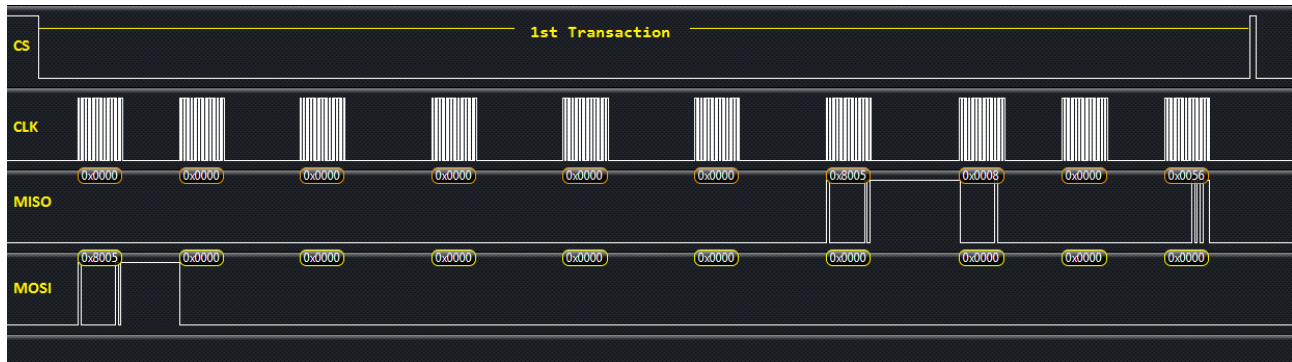 1st Transaction
CS
CLK
0x0000 0x0000 0x0000 0x0000 0x0000 0x0000 0x8005 0x0008 0x0000 0x0056
MISO
0x8005 0x0000 0x0000 0x0000 0x0000 0x0000 0x0000 0x0000 0x0000 0x0000
MOSI